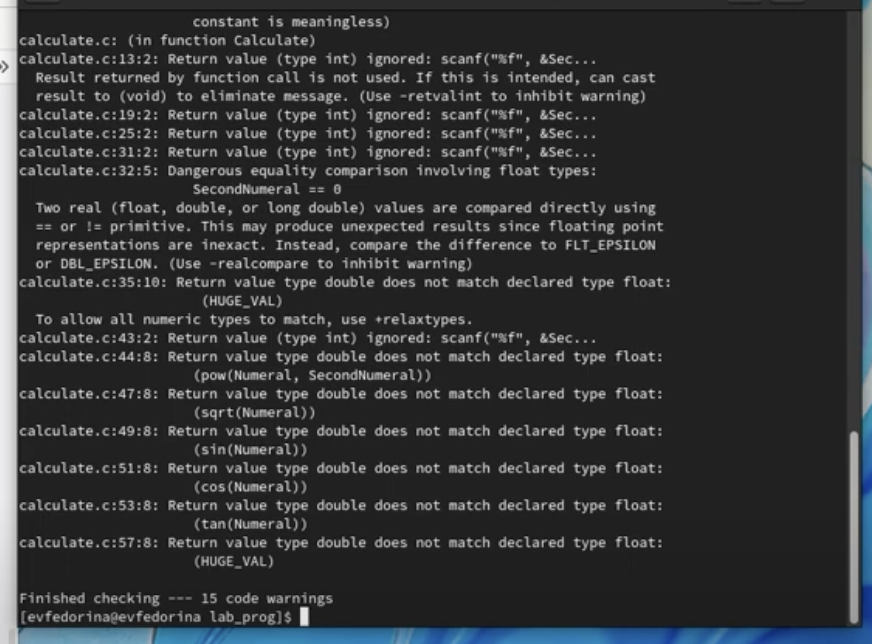 constant is meaningless)
calculate.c: (in function Calculate)
calculate.c:13:2: Return value (type int) ignored: scanf("%f", &Sec...
Result returned by function call is not used. If this is intended, can cast
result to (void) to eliminate message. (Use -retvalint to inhibit warning)
calculate.c:19:2: Return value (type int) ignored: scanf("%f", &Sec...
calculate.c:25:2: Return value (type int) ignored: scanf("%f", &Sec...
calculate.c:31:2: Return value (type int) ignored: scanf("%f", &Sec...
calculate.c:32:5: Dangerous equality comparison involving float types:
SecondNumeral == 0
Two real (float, double, or long double) values are compared directly using
== or != primitive. This may produce unexpected results since floating point
representations are inexact. Instead, compare the difference to FLT_EPSILON
or DBL_EPSILON. (Use -realcompare to inhibit warning)
calculate.c:35:10: Return value type double does not match declared type float:
(HUGE_VAL)
To allow all numeric types to match, use +relaxtypes.
calculate.c:43:2: Return value (type int) ignored: scanf("%f", &Sec...
calculate.c:44:8: Return value type double does not match declared type float:
(pow(Numeral, SecondNumeral))
calculate.c:47:8: Return value type double does not match declared type float:
(sqrt(Numeral))
calculate.c:49:8: Return value type double does not match declared type float:
(sin(Numeral))
calculate.c:51:8: Return value type double does not match declared type float:
(cos(Numeral))
calculate.c:53:8: Return value type double does not match declared type float:
(tan(Numeral))
calculate.c:57:8: Return value type double does not match declared type float:
(HUGE_VAL)
Finished checking --- 15 code warnings
[evfedorina@evfedorina lab_prog]$